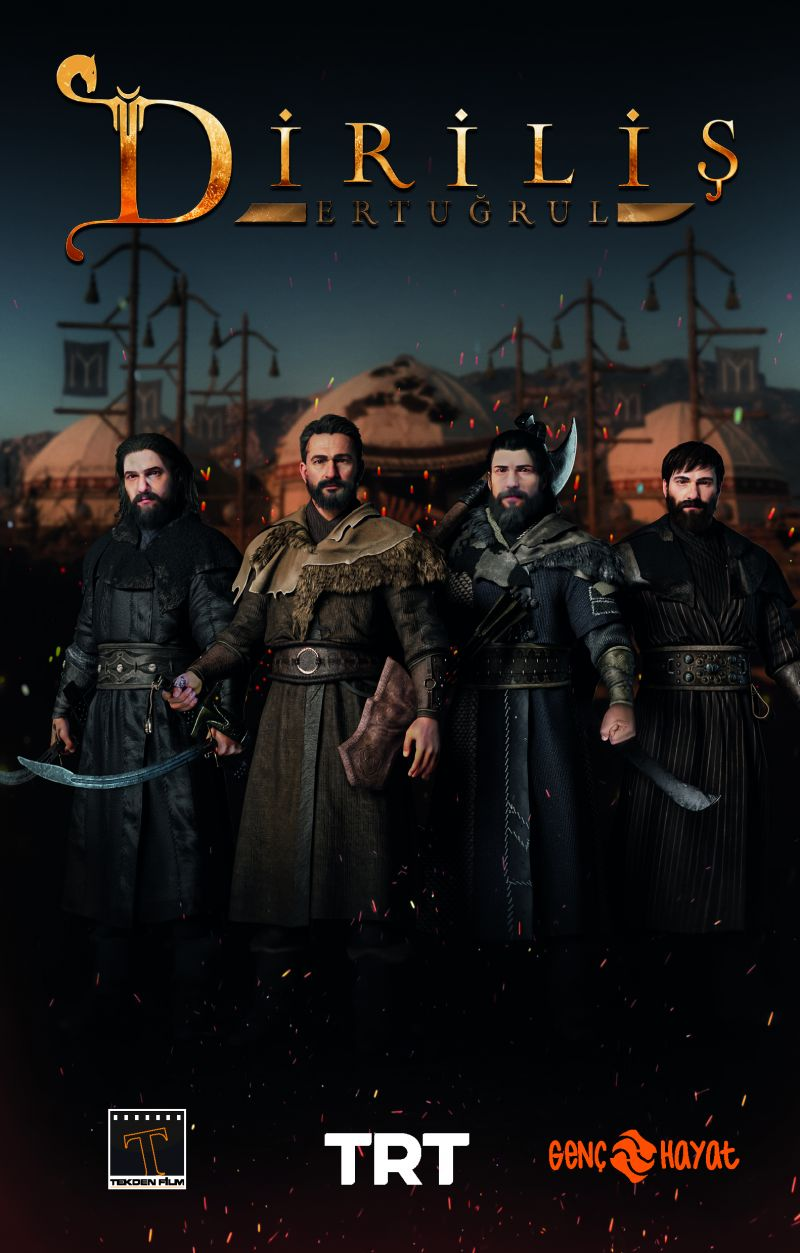 DİRİLİŞ
ERTUĞRUL
T
TEKDEN FİLM
TRT
GENÇ HAYAT